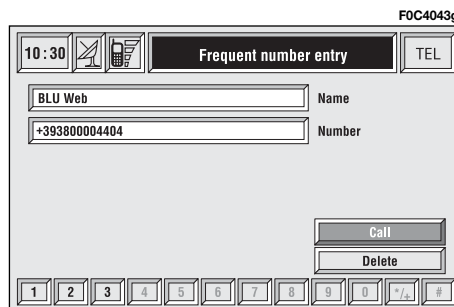 F0C4043g
10:30 Frequent number entry TEL
BLU Web Name
+393800004404 Number
Call
Delete
1 2 3 4 5 6 7 8 9 0 */+ #